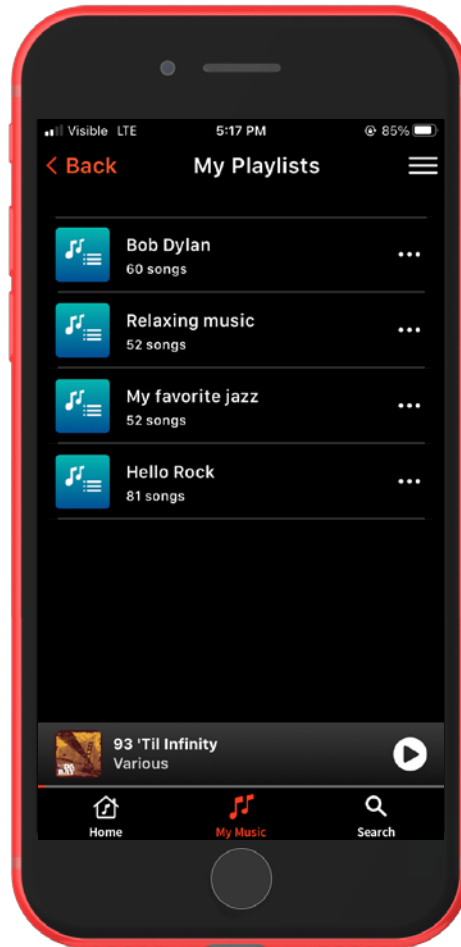 Visible LTE 5:17 PM 85%
Back My Playlists
Bob Dylan
60 songs
Relaxing music
52 songs
My favorite jazz
52 songs
Hello Rock
81 songs
93 'Til Infinity
Various
Home My Music Search